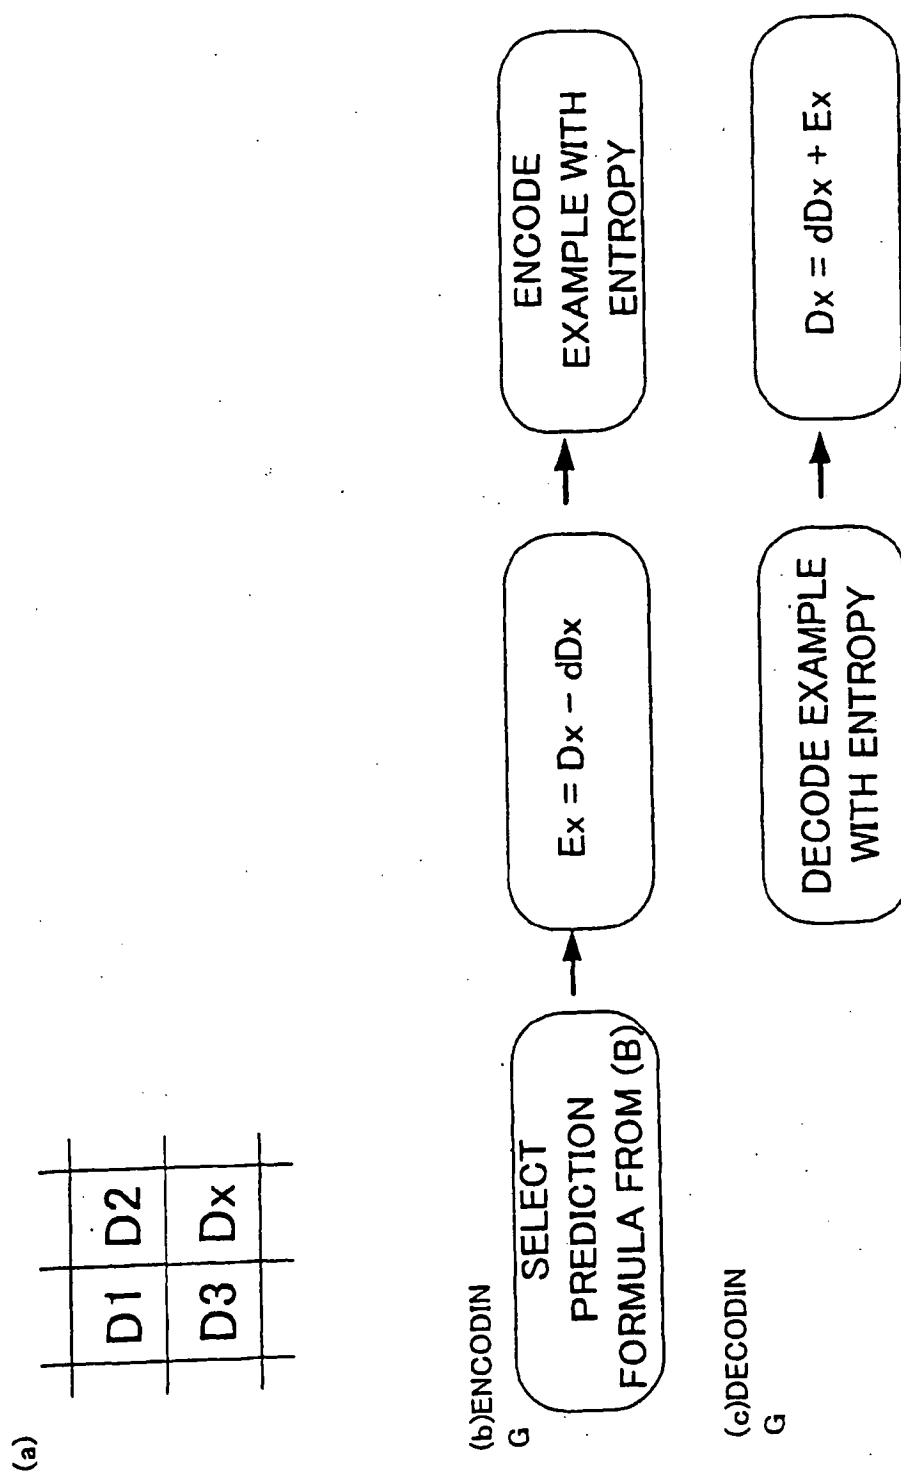 (a)
D1 D2
D3 Dx
(b)ENCODIN
G
SELECT
PREDICTION
FORMULA FROM (B)
Ex = Dx − dDx
ENCODE
EXAMPLE WITH
ENTROPY
(c)DECODIN
G
DECODE EXAMPLE
WITH ENTROPY
Dx = dDx + Ex